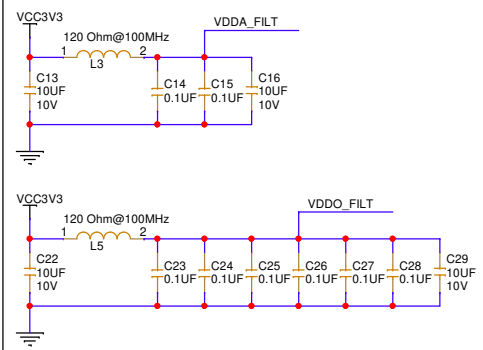 VCC3V3
VDDA_FILT
120 Ohm@100MHz
1 2
L3
C13
10UF
10V
C14
0.1UF
C15
0.1UF
C16
10UF
10V
VCC3V3
VDDO_FILT
120 Ohm@100MHz
1 2
L5
C22
10UF
10V
C23
0.1UF
C24
0.1UF
C25
0.1UF
C26
0.1UF
C27
0.1UF
C28
0.1UF
C29
10UF
10V